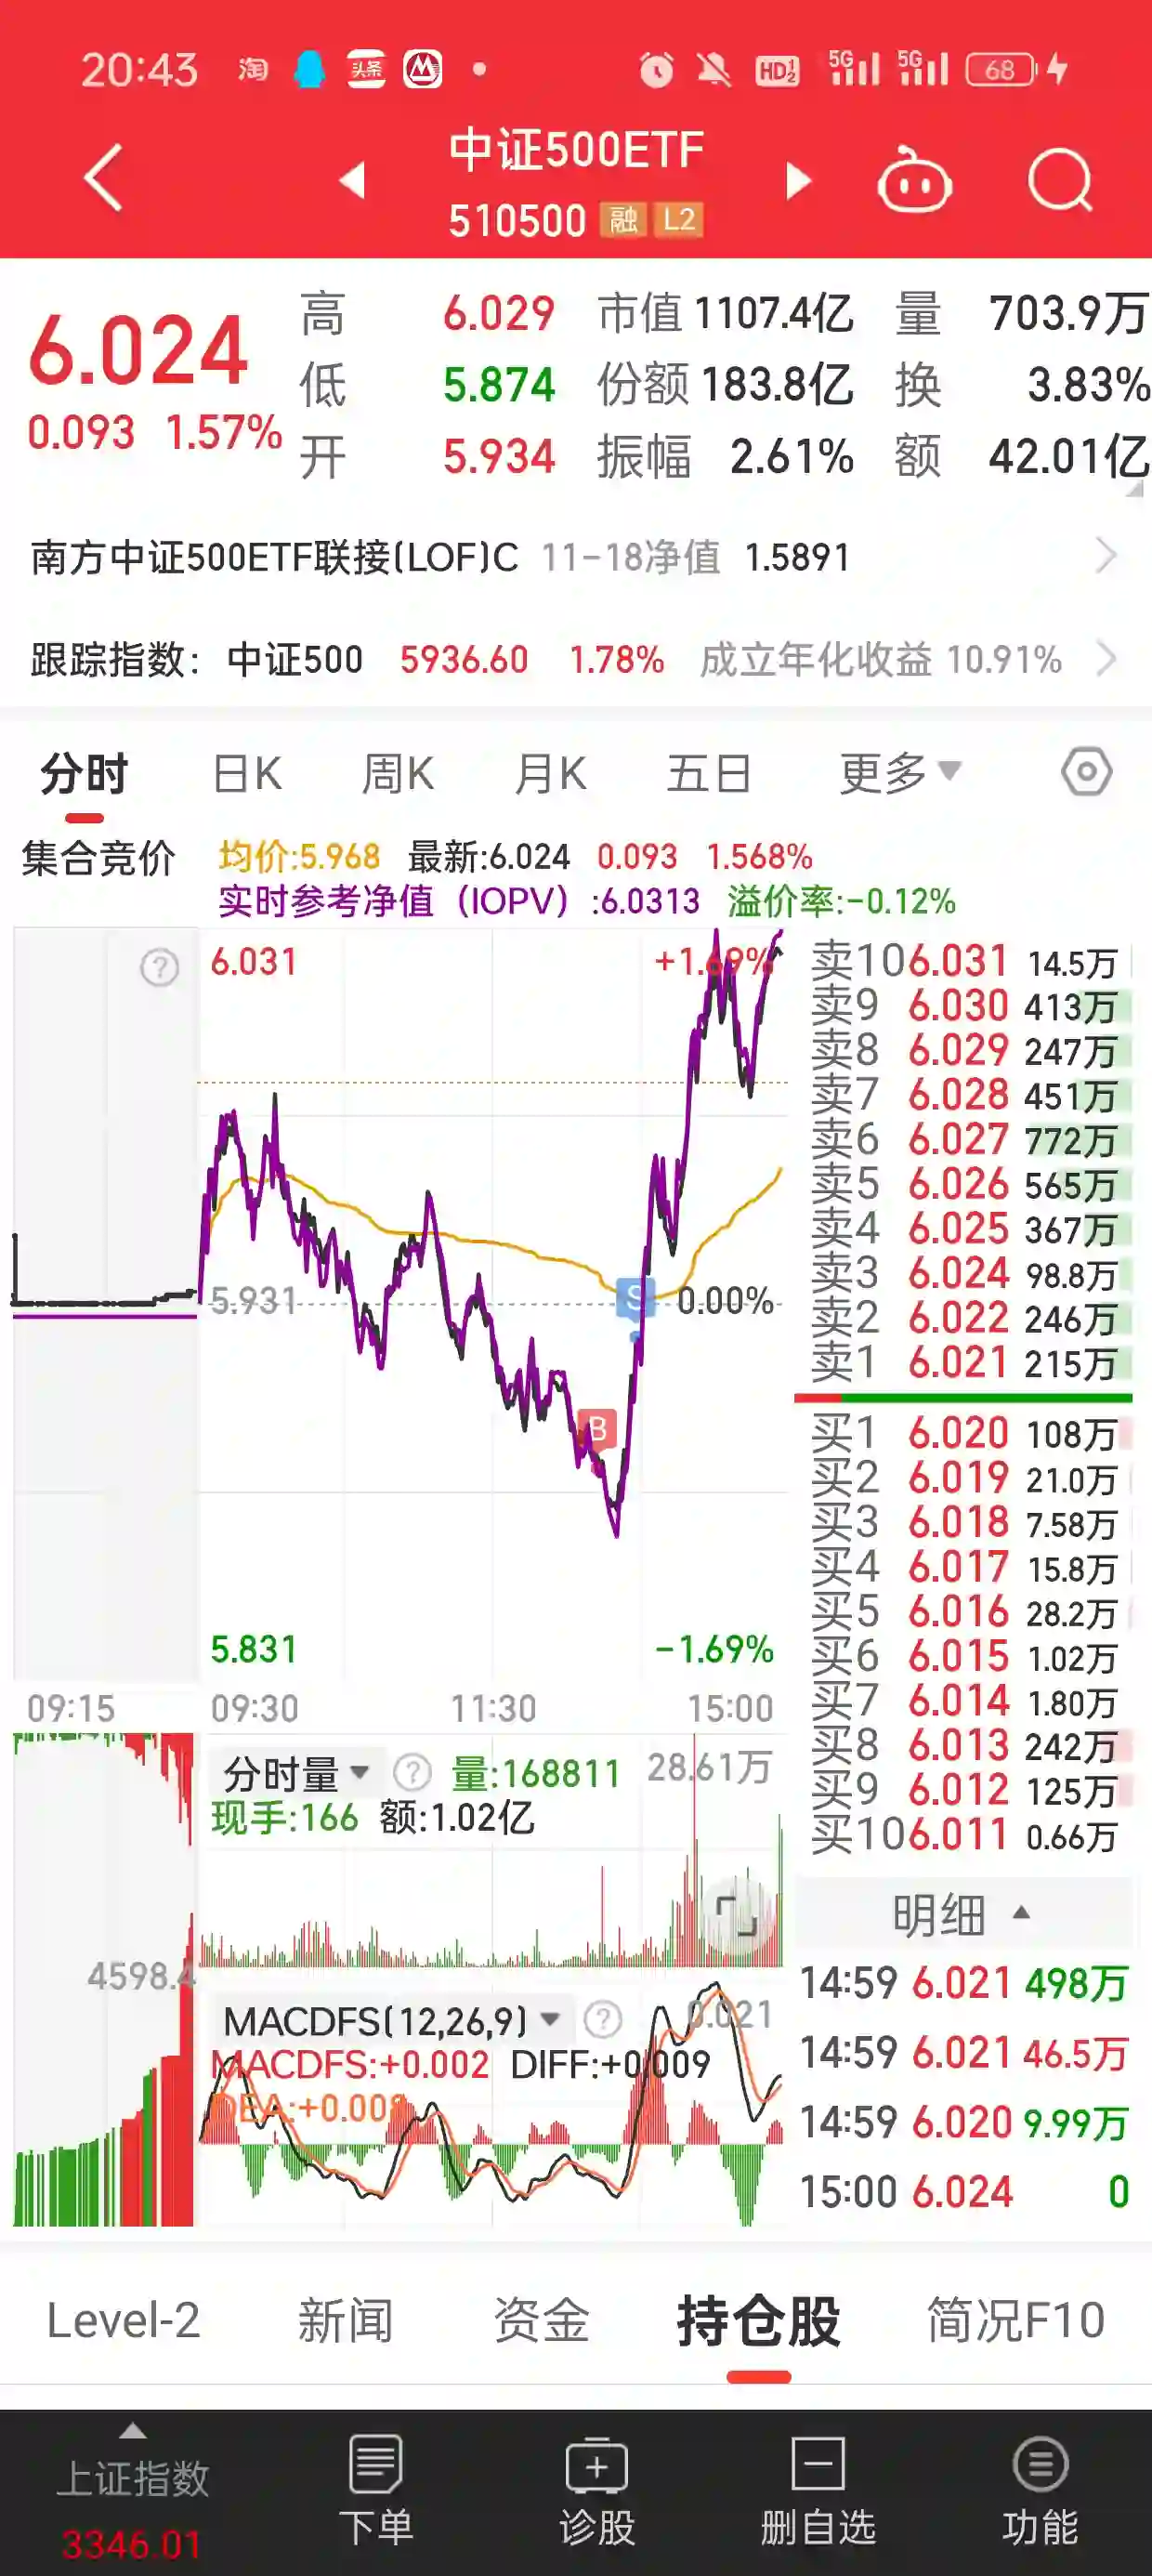 20:43 淘 头条 HD 1 2 5G 5G 68
中证500ETF
510500 融 L2
6.024
0.093 1.57%
高 6.029 市值 1107.4亿 量 703.9万
低 5.874 份额 183.8亿 换 3.83%
开 5.934 振幅 2.61% 额 42.01亿
南方中证500ETF联接(LOF)C 11-18净值 1.5891
跟踪指数: 中证500 5936.60 1.78% 成立年化收益 10.91%
分时 日K 周K 月K 五日 更多
集合竞价 均价:5.968 最新:6.024 0.093 1.568%
实时参考净值 (IOPV) :6.0313 溢价率:-0.12%
6.031 +1.69%
5.931 0.00%
S
B
5.831 -1.69%
09:15 09:30 11:30 15:00
分时量 ? 量:168811 28.61万
现手:166 额:1.02亿
4598.4
MACDFS(12,26,9) ? 0.021
MACDFS:+0.002 DIFF:+0.009
DEA:+0.008
卖10 6.031 14.5万
卖9 6.030 413万
卖8 6.029 247万
卖7 6.028 451万
卖6 6.027 772万
卖5 6.026 565万
卖4 6.025 367万
卖3 6.024 98.8万
卖2 6.022 246万
卖1 6.021 215万
买1 6.020 108万
买2 6.019 21.0万
买3 6.018 7.58万
买4 6.017 15.8万
买5 6.016 28.2万
买6 6.015 1.02万
买7 6.014 1.80万
买8 6.013 242万
买9 6.012 125万
买10 6.011 0.66万
明细
14:59 6.021 498万
14:59 6.021 46.5万
14:59 6.020 9.99万
15:00 6.024 0
Level-2 新闻 资金 持仓股 简况F10
上证指数 下单 诊股 删自选 功能
3346.01